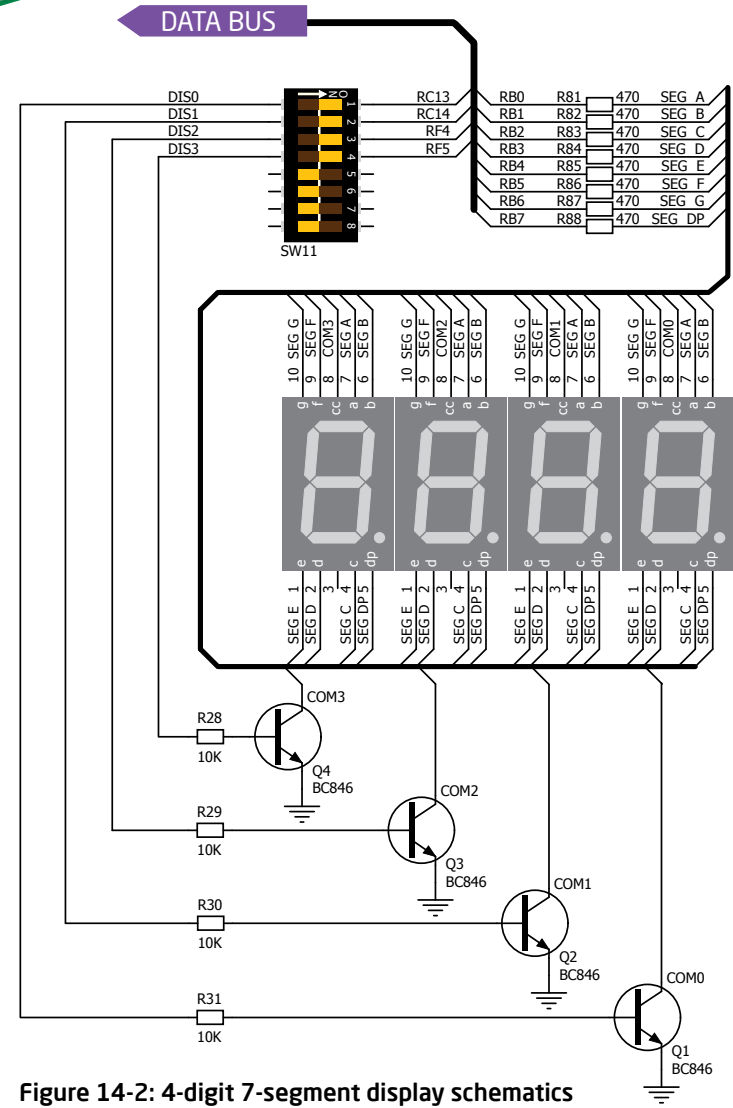 DATA BUS
DIS0 RC13 RB0 R81 470 SEG A
DIS1 RC14 RB1 R82 470 SEG B
DIS2 RF4 RB2 R83 470 SEG C
DIS3 RF5 RB3 R84 470 SEG D
RB4 R85 470 SEG E
RB5 R86 470 SEG F
RB6 R87 470 SEG G
RB7 R88 470 SEG DP
ON
1
2
3
4
5
6
7
8
SW11
10 SEG G
9 SEG F
8 COM3
7 SEG A
6 SEG B
10 SEG G
9 SEG F
8 COM2
7 SEG A
6 SEG B
10 SEG G
9 SEG F
8 COM1
7 SEG A
6 SEG B
10 SEG G
9 SEG F
8 COM0
7 SEG A
6 SEG B
g f cc a b
g f cc a b
g f cc a b
g f cc a b
e d c dp
e d c dp
e d c dp
e d c dp
SEG E 1
SEG D 2
3
SEG C 4
SEG DP 5
SEG E 1
SEG D 2
3
SEG C 4
SEG DP 5
SEG E 1
SEG D 2
3
SEG C 4
SEG DP 5
SEG E 1
SEG D 2
3
SEG C 4
SEG DP 5
COM3
R28
10K
Q4
BC846
COM2
R29
10K
Q3
BC846
COM1
R30
10K
Q2
BC846
COM0
R31
10K
Q1
BC846
Figure 14-2: 4-digit 7-segment display schematics